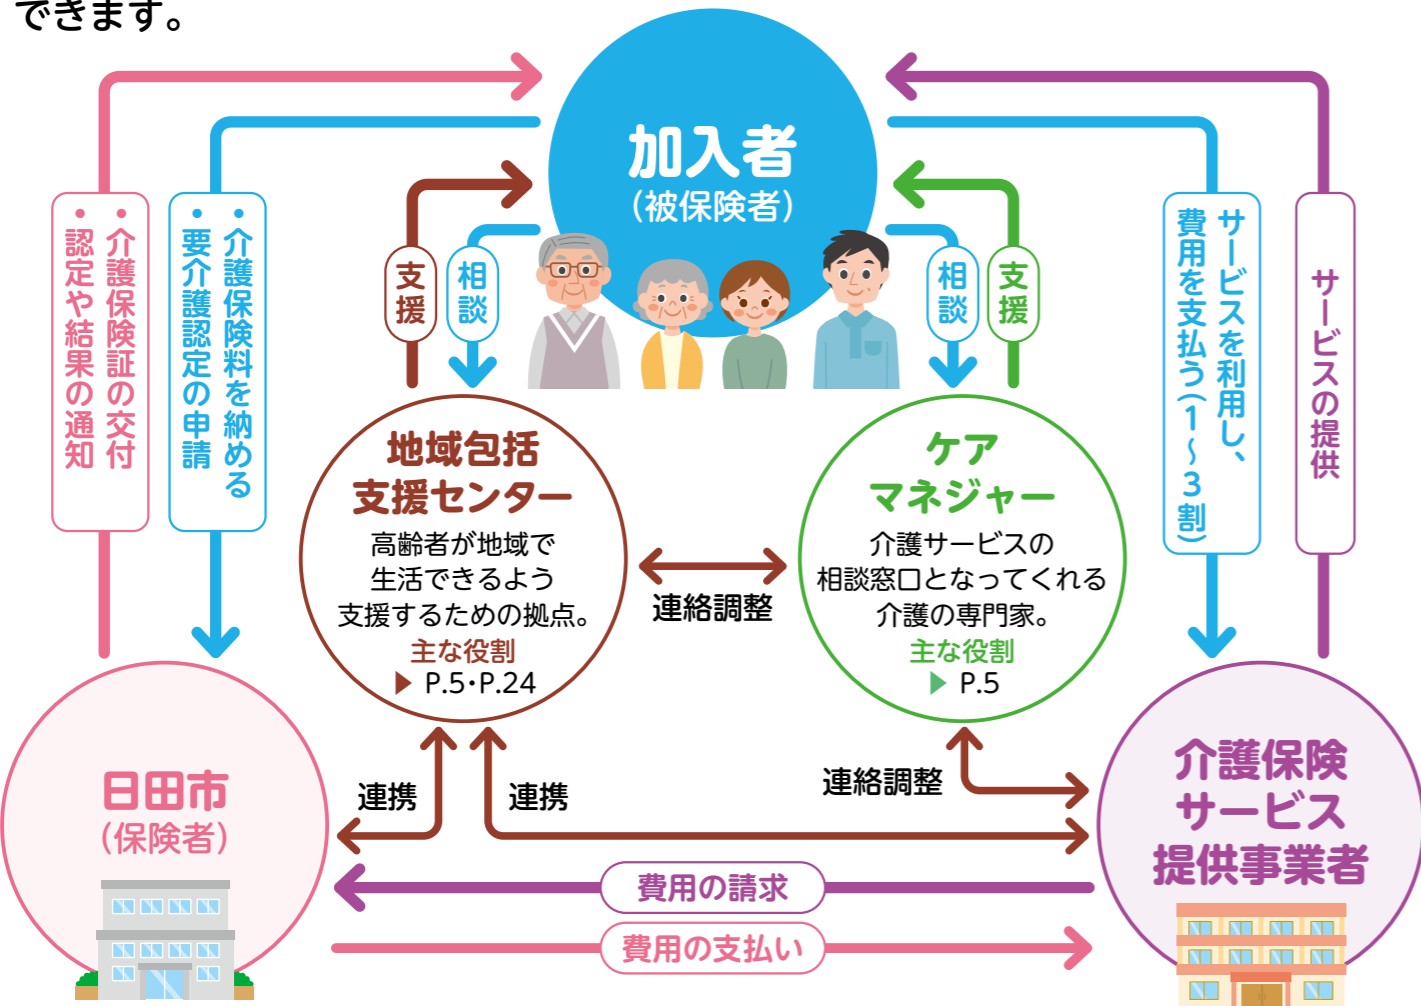 できます。
加入者
（被保険者）
・介護保険証の交付
・認定や結果の通知
・介護保険料を納める
・要介護認定の申請
支援
相談
相談
支援
サービスを利用し、
費用を支払う（1～3割）
サービスの提供
地域包括
支援センター
高齢者が地域で
生活できるよう
支援するための拠点。
主な役割
▶ P.5・P.24
連絡調整
ケア
マネジャー
介護サービスの
相談窓口となってくれる
介護の専門家。
主な役割
▶ P.5
日田市
（保険者）
連携
連携
連絡調整
介護保険
サービス
提供事業者
費用の請求
費用の支払い